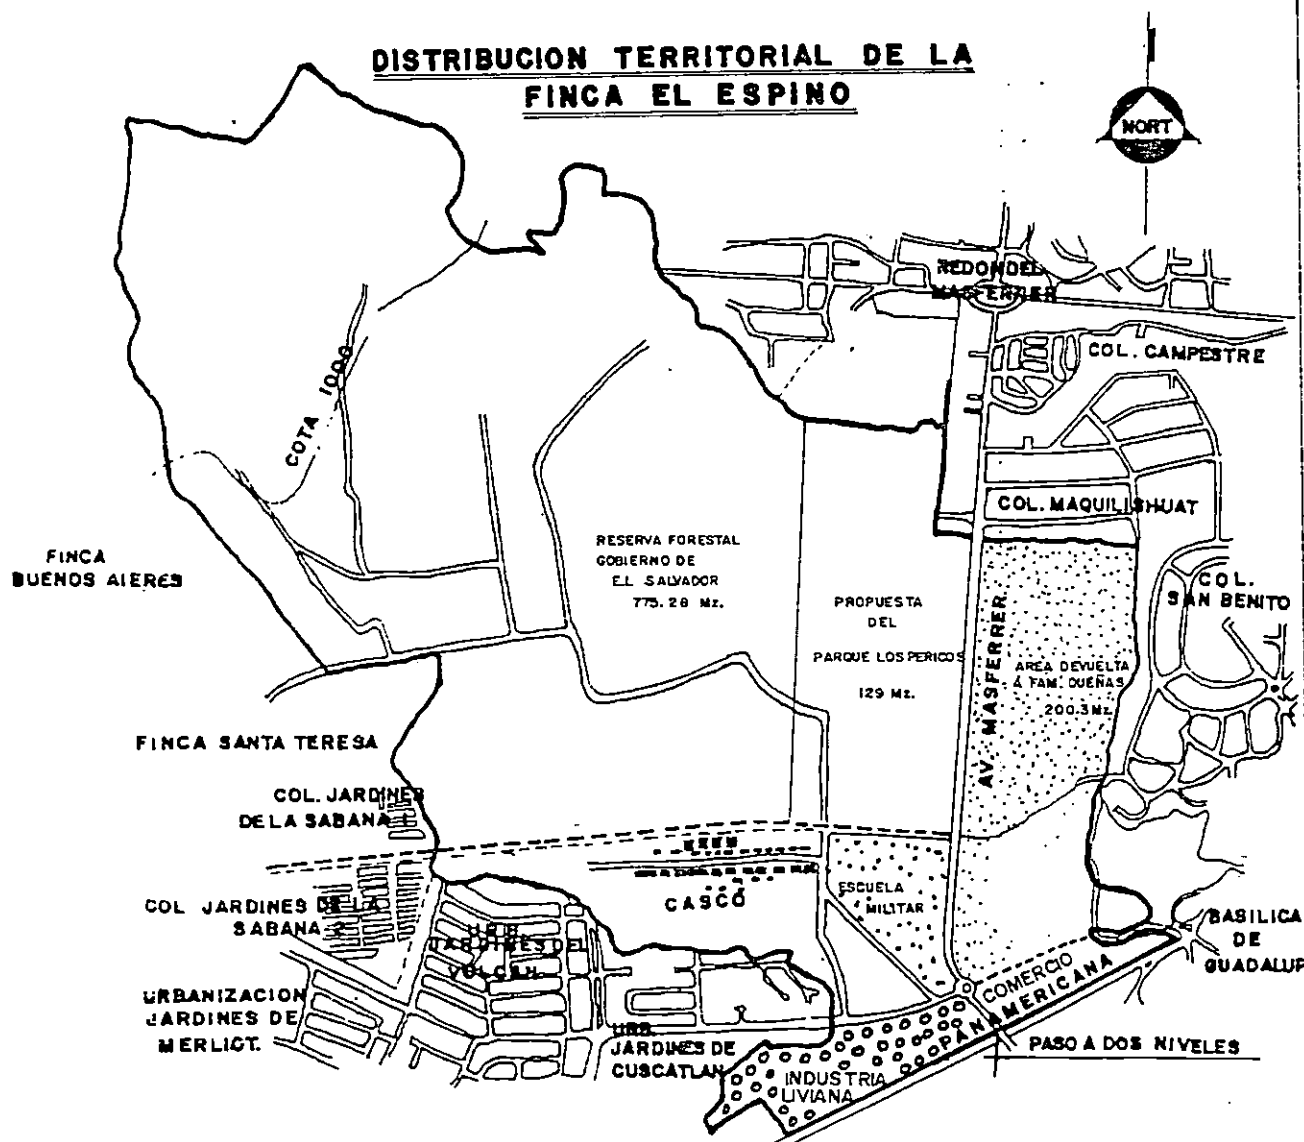 DISTRIBUCION TERRITORIAL DE LA
FINCA EL ESPINO
NORT
REDONDEL
MASFERRER
COL. CAMPESTRE
COTA 1000
COL. MAQUILISHUAT
FINCA
BUENOS AIERES
RESERVA FORESTAL
GOBIERNO DE
EL SALVADOR
775.28 Mz.
PROPUESTA
DEL
PARQUE LOS PERICOS
129 Mz.
AV. MASFERRER
AREA DEVUELTA
A FAM. DUEÑAS
200.3 Mz.
COL.
SAN BENITO
FINCA SANTA TERESA
COL. JARDINES
DE LA SABANA 1
COL JARDINES DE LA
SABANA 2
CASCO
ESCUELA
MILITAR
URB.
JARDINES DEL
VOLCAN
BASILICA
DE
GUADALUP
URBANIZACION
JARDINES DE
MERLIOT.
URB.
JARDINES DE
CUSCATLAN
COMERCIO
PANAMERICANA
PASO A DOS NIVELES
INDUSTRIA
LIVIANA